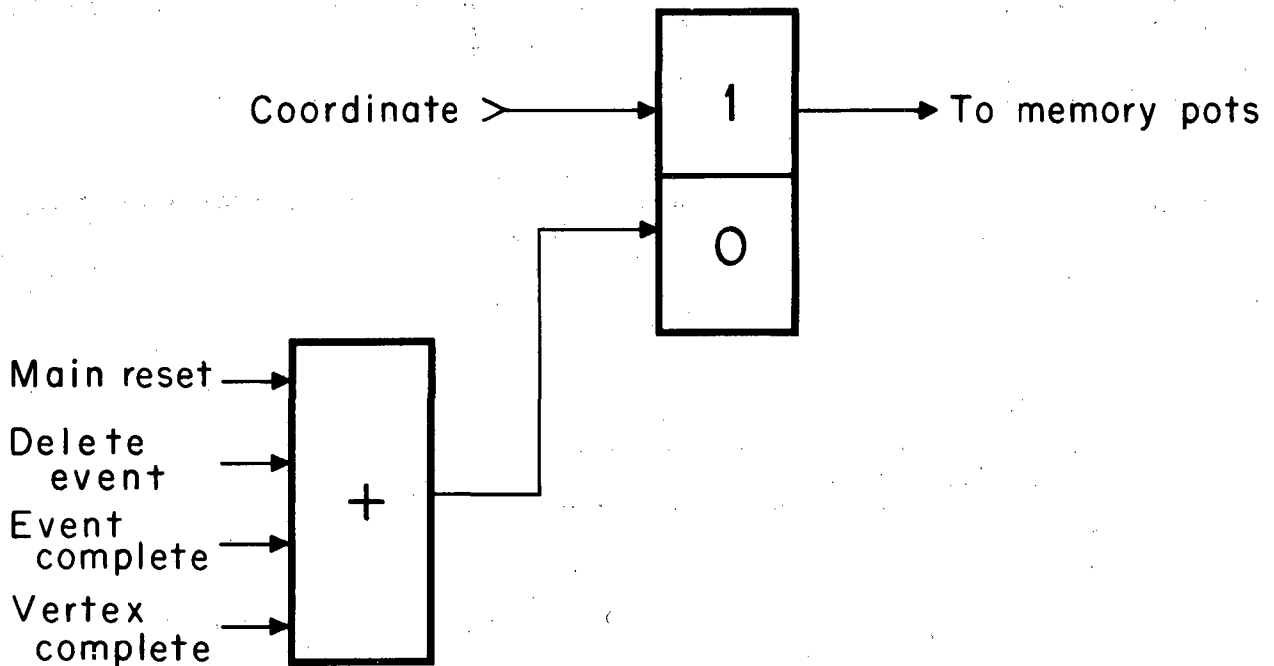 1
Coordinate
To memory pots
0
Main reset
Delete
event
+
Event
complete
Vertex
complete